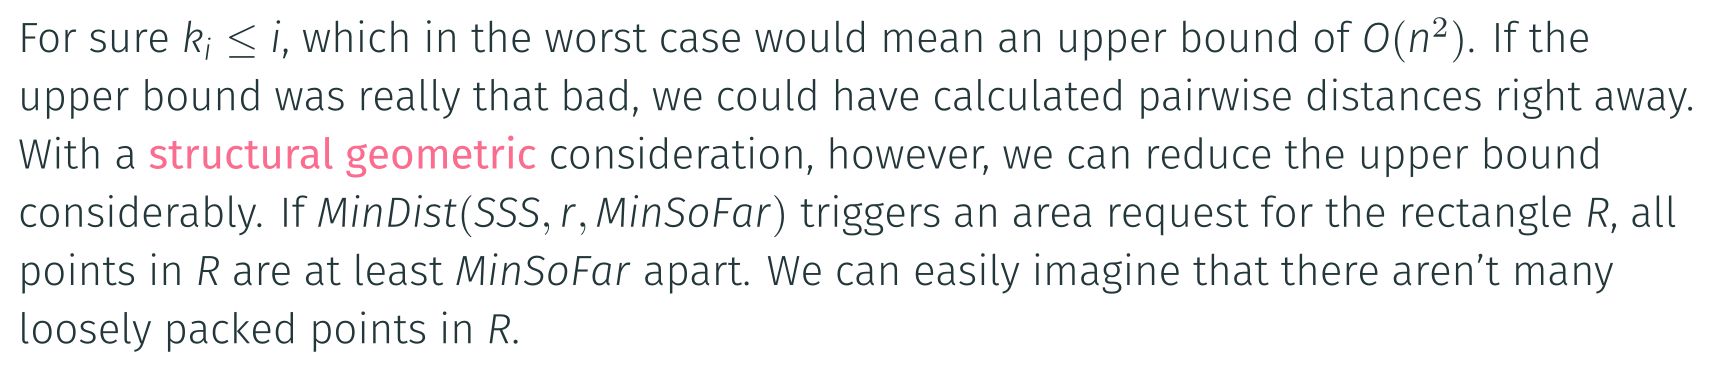 For sure kᵢ ≤ i, which in the worst case would mean an upper bound of O(n²). If the
upper bound was really that bad, we could have calculated pairwise distances right away.
With a structural geometric consideration, however, we can reduce the upper bound
considerably. If MinDist(SSS, r, MinSoFar) triggers an area request for the rectangle R, all
points in R are at least MinSoFar apart. We can easily imagine that there aren’t many
loosely packed points in R.